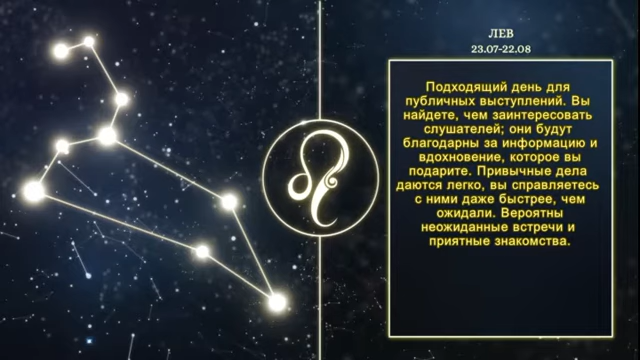 ЛЕВ
23.07-22.08
Подходящий день для
публичных выступлений. Вы
найдете, чем заинтересовать
слушателей; они будут
благодарны за информацию и
вдохновение, которое вы
подарите. Привычные дела
даются легко, вы справляетесь
с ними даже быстрее, чем
ожидали. Вероятны
неожиданные встречи и
приятные знакомства.